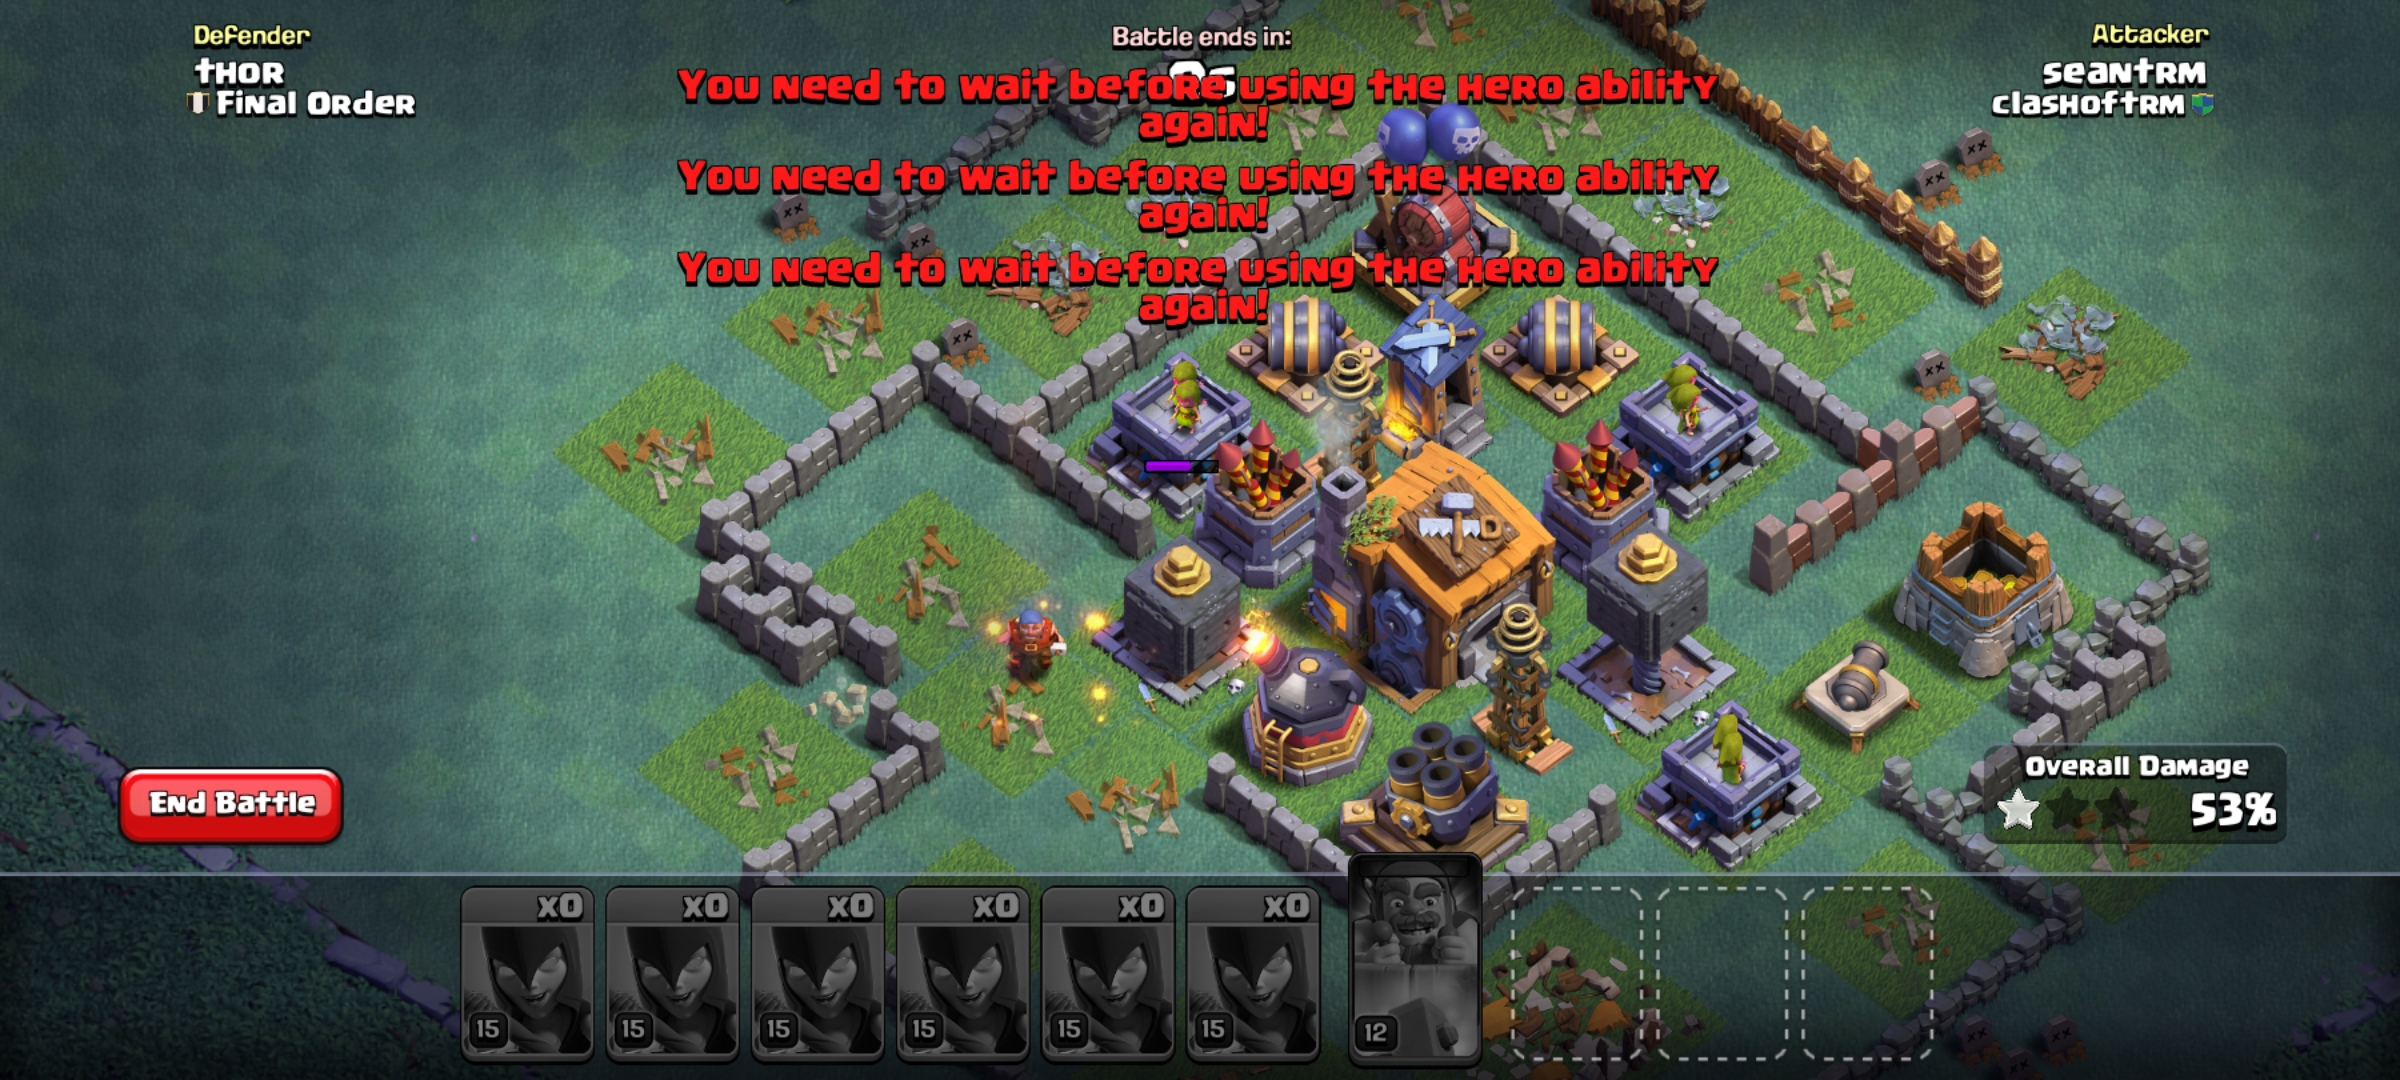 Defender
tHOR
Final Order
Battle ends in:
You need to wait before using the hero ability
again!
You need to wait before using the hero ability
again!
You need to wait before using the hero ability
again!
Attacker
seantRM
clashoftRM
End Battle
Overall Damage
53%
x0
x0
x0
x0
x0
x0
15
15
15
15
15
15
12